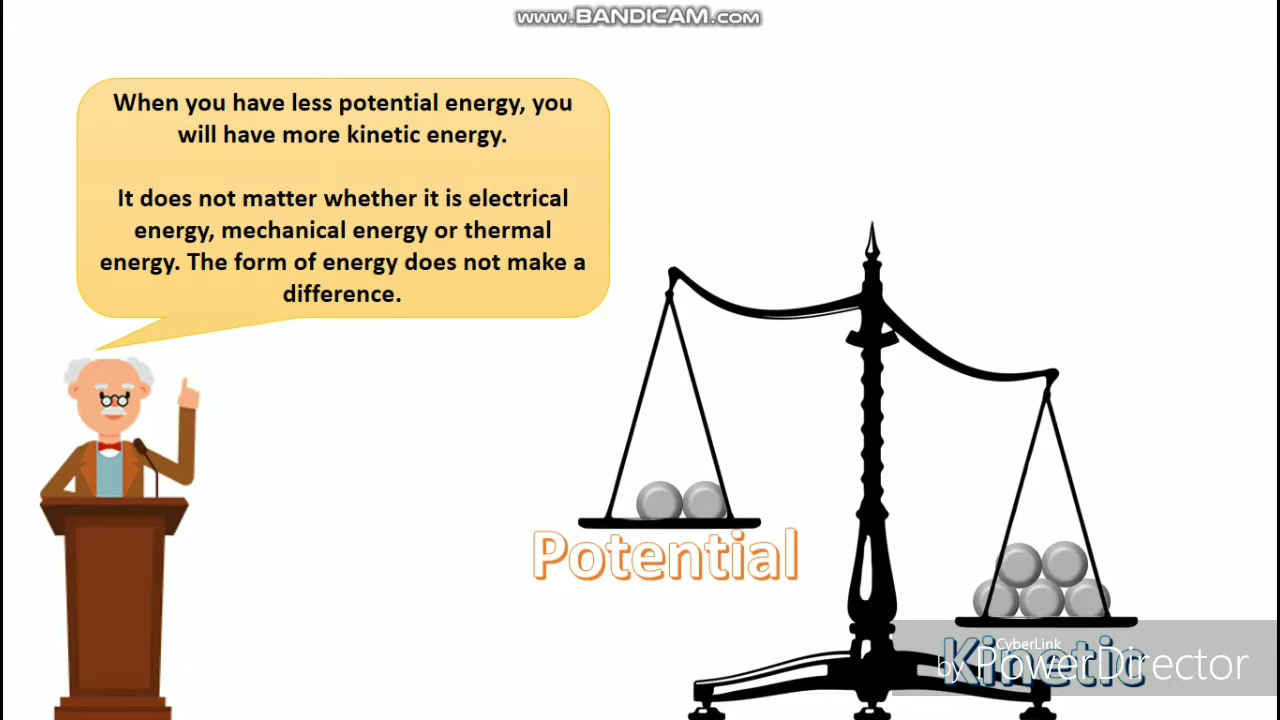 www.BANDICAM.com
When you have less potential energy, you
will have more kinetic energy.
It does not matter whether it is electrical
energy, mechanical energy or thermal
energy. The form of energy does not make a
difference.
Potential
Kinetic
CyberLink
by PowerDirector